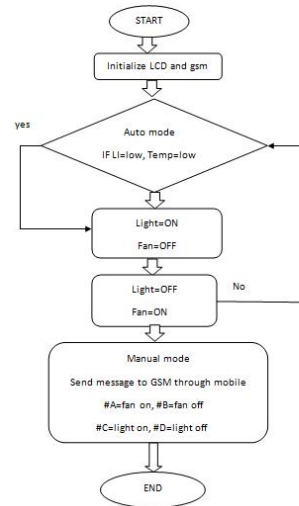 START
Initialize LCD and gsm
yes
Auto mode
IF LI=low, Temp=low
Light=ON
Fan=OFF
Light=OFF
Fan=ON
No
Manual mode
Send message to GSM through mobile
#A=fan on, #B=fan off
#C=light on, #D=light off
END